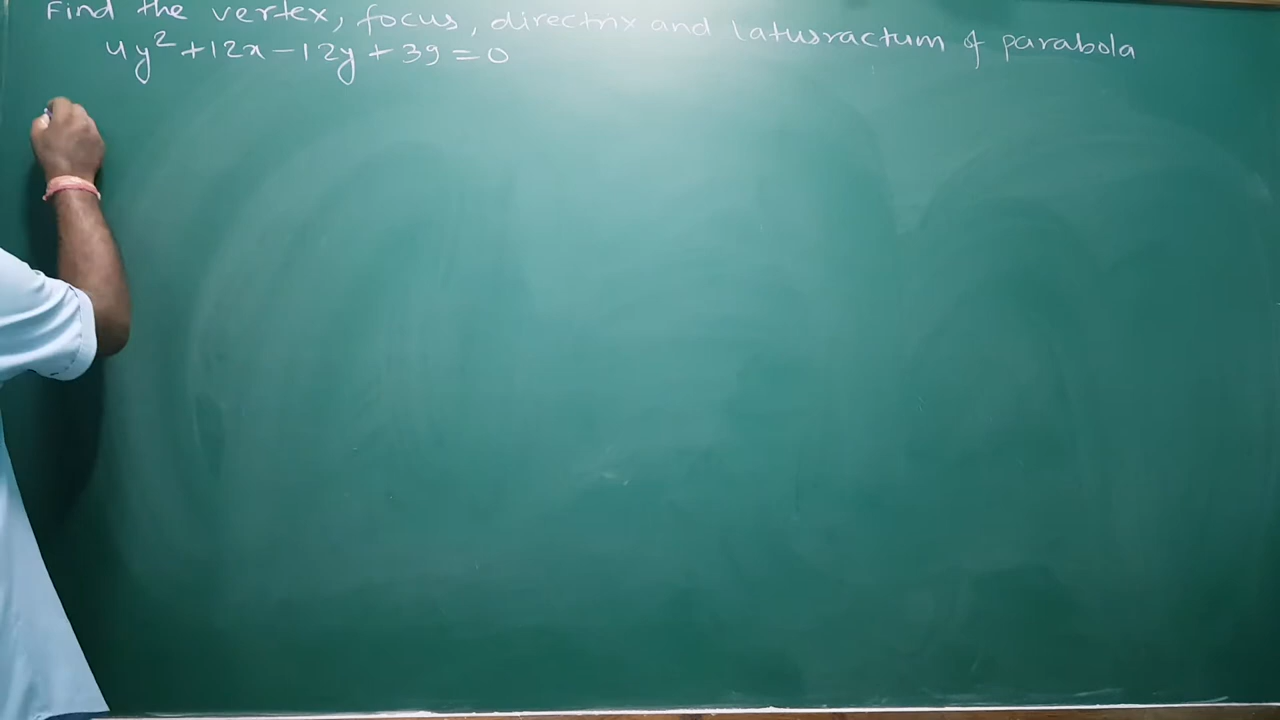 Find the vertex, focus, directrix and latusractum of parabola
4y²+12x-12y+39=0